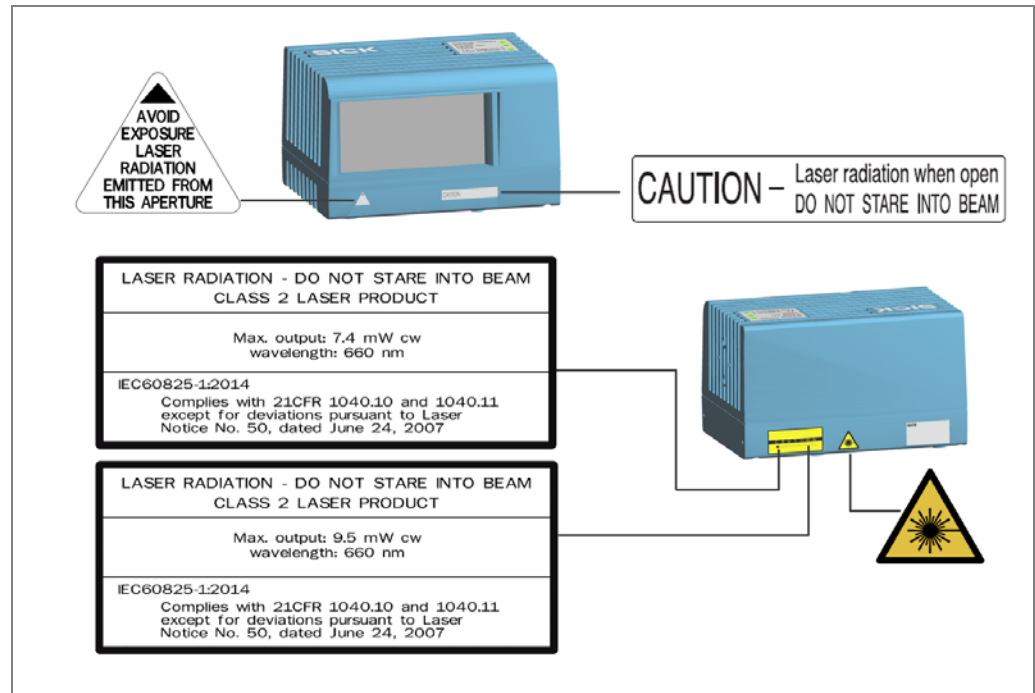 SICK
AVOID
EXPOSURE
LASER
RADIATION
EMITTED FROM
THIS APERTURE
CAUTION
CAUTION – Laser radiation when open
DO NOT STARE INTO BEAM
LASER RADIATION - DO NOT STARE INTO BEAM
CLASS 2 LASER PRODUCT
Max. output: 7.4 mW cw
wavelength: 660 nm
IEC60825-1:2014
Complies with 21CFR 1040.10 and 1040.11
except for deviations pursuant to Laser
Notice No. 50, dated June 24, 2007
SICK
CAUTION
SICK
LASER RADIATION - DO NOT STARE INTO BEAM
CLASS 2 LASER PRODUCT
Max. output: 9.5 mW cw
wavelength: 660 nm
IEC60825-1:2014
Complies with 21CFR 1040.10 and 1040.11
except for deviations pursuant to Laser
Notice No. 50, dated June 24, 2007